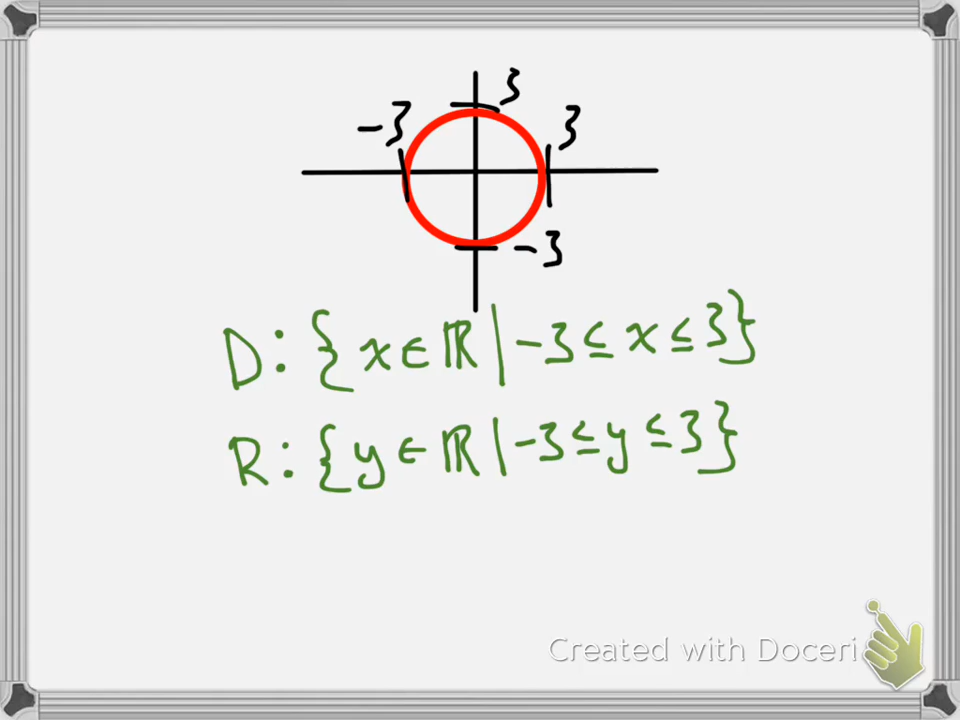 3
-3
3
-3
D: {x∈ℝ|-3≤x≤3}
R: {y∈ℝ|-3≤y≤3}
Created with Doceri